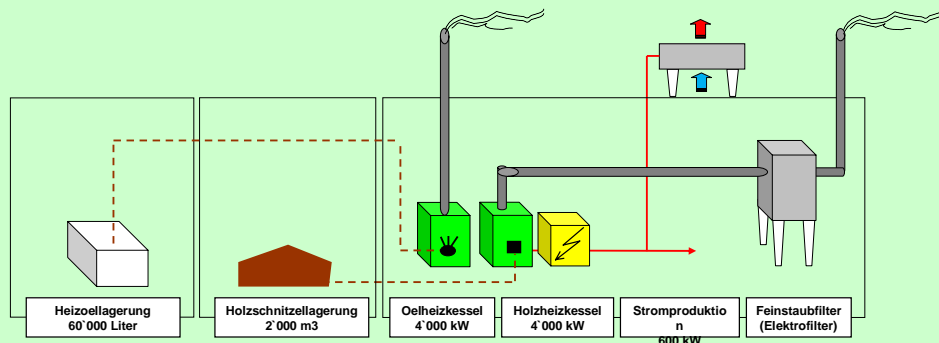 Heizoellagerung
60`000 Liter
Holzschnitzellagerung
2`000 m3
Oelheizkessel
4`000 kW
Holzheizkessel
4`000 kW
Stromproduktio
n
600 kW
Feinstaubfilter
(Elektrofilter)